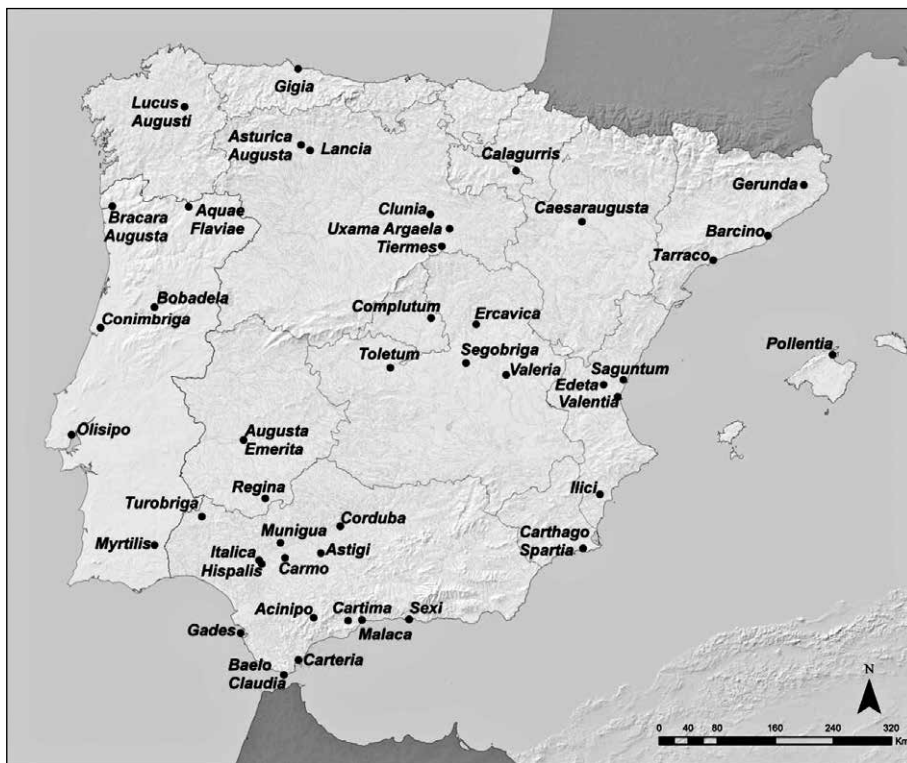 Gigia
Lucus
Augusti
Asturica
Augusta
Lancia
Calagurris
Gerunda
Bracara
Augusta
Aquae
Flaviae
Clunia
Uxama Argaela
Tiermes
Caesaraugusta
Barcino
Tarraco
Bobadela
Conimbriga
Complutum
Ercavica
Toletum
Segobriga
Valeria
Saguntum
Edeta
Valentia
Pollentia
Olisipo
Augusta
Emerita
Regina
Ilici
Turobriga
Corduba
Munigua
Myrtilis
Italica
Hispalis
Astigi
Carmo
Carthago
Spartia
Acinipo
Cartima
Sexi
Gades
Malaca
Baelo
Claudia
Carteria
N
0 40 80 160 240 320
Km